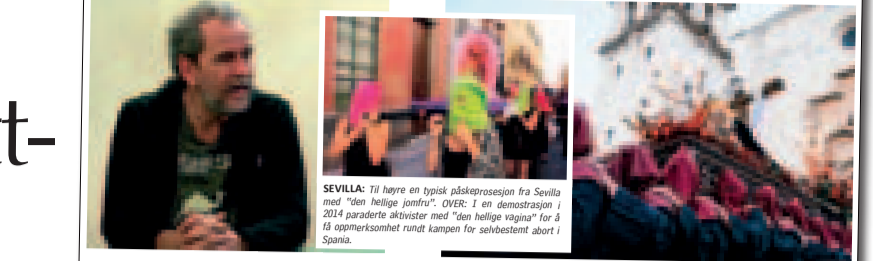 t-
SEVILLA: Til høyre en typisk påskeprosesjon fra Sevilla
med "den hellige jomfru". OVER: I en demostrasjon i
2014 paraderte aktivister med "den hellige vagina" for å
få oppmerksomhet rundt kampen for selvbestemt abort i
Spania.